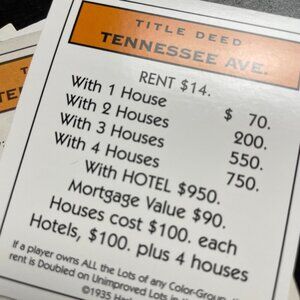 TITLE DEED
TENNESSEE AVE.
RENT $14.
With 1 House $ 70.
With 2 Houses 200.
With 3 Houses 550.
With 4 Houses 750.
With HOTEL $950.
Mortgage Value $90.
Houses cost $100. each
Hotels, $100. plus 4 houses
If a player owns ALL the Lots of any Color-Group,
rent is Doubled on Unimproved Lots in
©1935